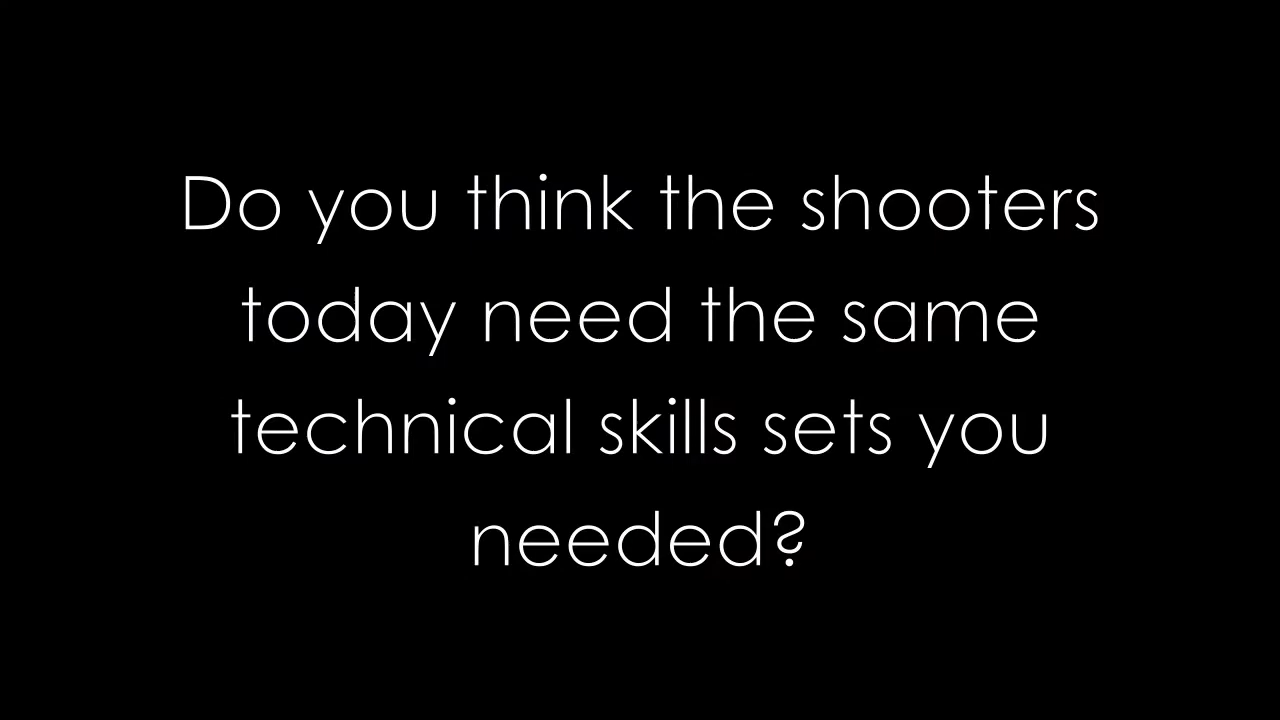 Do you think the shooters
today need the same
technical skills sets you
needed?